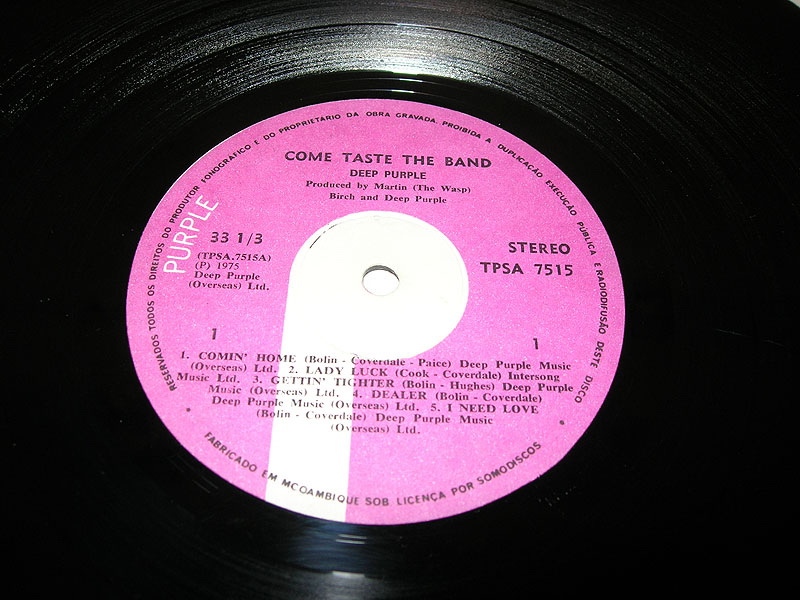 RESERVADOS TODOS OS DIREITOS DO PRODUTOR FONOGRAFICO E DO PROPRIETARIO DA OBRA GRAVADA. PROIBIDA A DUPLICAÇÃO EXECUÇÃO PUBLICA E RADIODIFUSÃO DESTE DISCO
COME TASTE THE BAND
DEEP PURPLE
Produced by Martin (The Wasp)
Birch and Deep Purple
PURPLE
33 1/3
(TPSA.7515A)
(P) 1975
Deep Purple
(Overseas) Ltd.
STEREO
TPSA 7515
1
1
1. COMIN' HOME (Bolin - Coverdale - Paice) Deep Purple Music
(Overseas) Ltd. 2. LADY LUCK (Cook - Coverdale) Intersong
Music Ltd. 3. GETTIN' TIGHTER (Bolin - Hughes) Deep Purple
Music (Overseas) Ltd. 4. DEALER (Bolin - Coverdale)
Deep Purple Music (Overseas) Ltd. 5. I NEED LOVE
(Bolin - Coverdale) Deep Purple Music
(Overseas) Ltd.
FABRICADO EM MCOAMBIQUE SOB LICENÇA POR SOMODISCOS